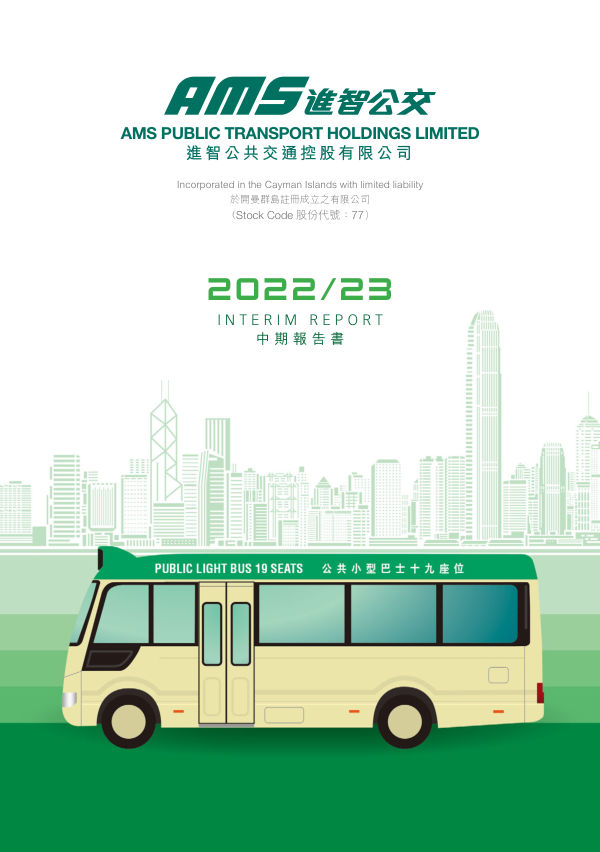 AMS 進智公交
AMS PUBLIC TRANSPORT HOLDINGS LIMITED
進智公共交通控股有限公司
Incorporated in the Cayman Islands with limited liability
於開曼群島註冊成立之有限公司
（Stock Code 股份代號：77）
2022/23
INTERIM REPORT
中期報告書
PUBLIC LIGHT BUS 19 SEATS 公共小型巴士十九座位